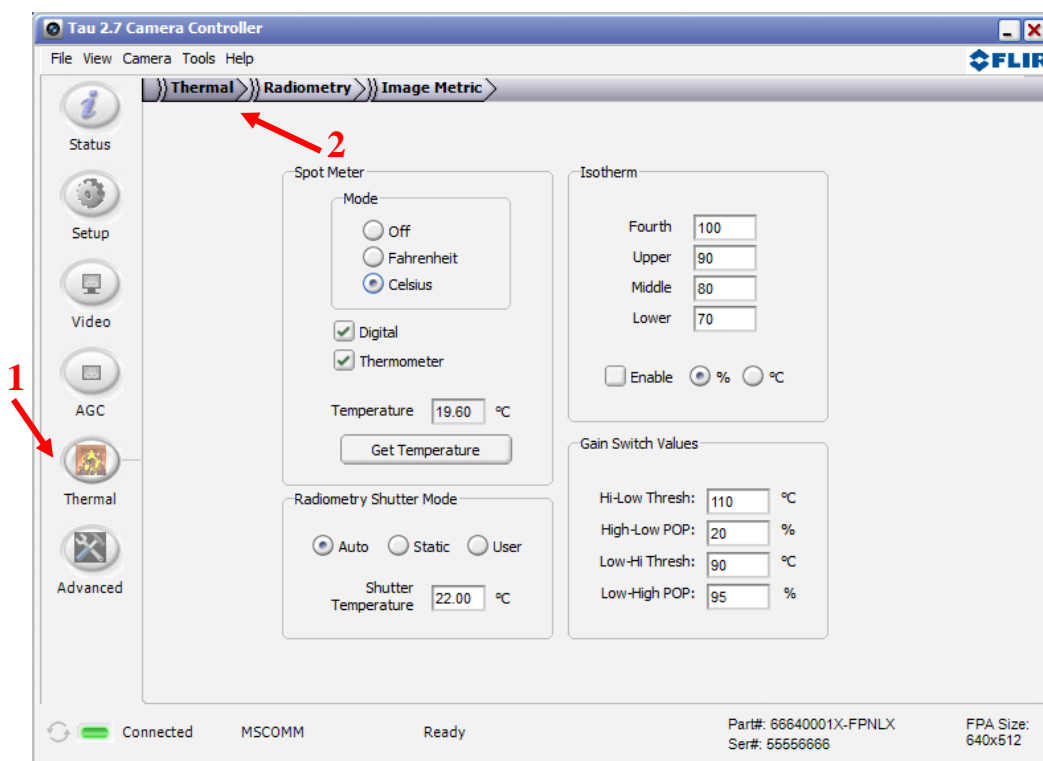 Tau 2.7 Camera Controller
File View Camera Tools Help
FLIR
Thermal Radiometry Image Metric
1
2
Status
Setup
Video
AGC
Thermal
Advanced
Spot Meter
Mode
Off
Fahrenheit
Celsius
Digital
Thermometer
Temperature 19.60 ºC
Get Temperature
Radiometry Shutter Mode
Auto Static User
Shutter
Temperature 22.00 ºC
Isotherm
Fourth 100
Upper 90
Middle 80
Lower 70
Enable % ºC
Gain Switch Values
Hi-Low Thresh: 110 ºC
High-Low POP: 20 %
Low-Hi Thresh: 90 ºC
Low-High POP: 95 %
Connected MSCOMM Ready
Part#: 66640001X-FPNLX
Ser#: 55556666
FPA Size:
640x512